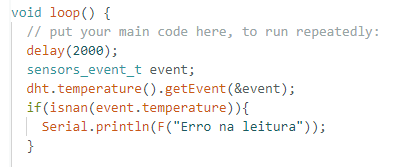 void loop() {
  // put your main code here, to run repeatedly:
  delay(2000);
  sensors_event_t event;
  dht.temperature().getEvent(&event);
  if(isnan(event.temperature)){
    Serial.println(F("Erro na leitura"));
  }